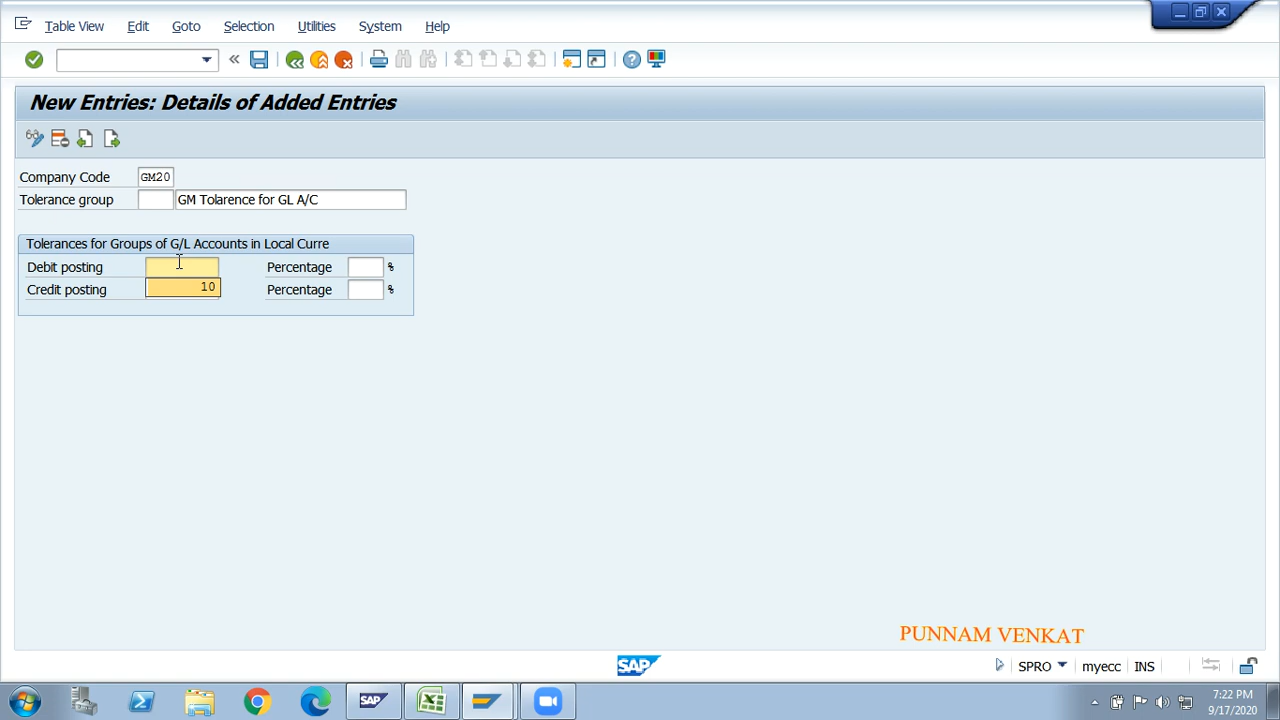 Table View Edit Goto Selection Utilities System Help
New Entries: Details of Added Entries
Company Code GM20
Tolerance group GM Tolarence for GL A/C
Tolerances for Groups of G/L Accounts in Local Curre
Debit posting Percentage %
Credit posting 10 Percentage %
PUNNAM VENKAT
SAP SPRO myecc INS
SAP
7:22 PM
9/17/2020